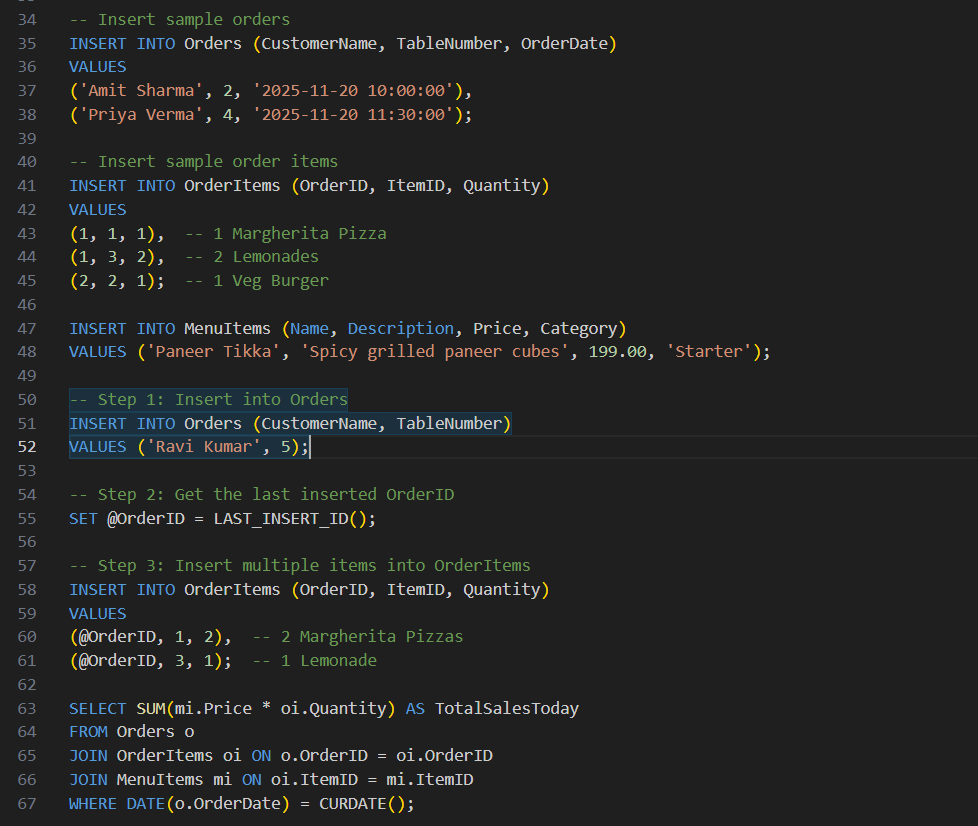 34 -- Insert sample orders
35 INSERT INTO Orders (CustomerName, TableNumber, OrderDate)
36 VALUES
37 ('Amit Sharma', 2, '2025-11-20 10:00:00'),
38 ('Priya Verma', 4, '2025-11-20 11:30:00');
39
40 -- Insert sample order items
41 INSERT INTO OrderItems (OrderID, ItemID, Quantity)
42 VALUES
43 (1, 1, 1),  -- 1 Margherita Pizza
44 (1, 3, 2),  -- 2 Lemonades
45 (2, 2, 1);  -- 1 Veg Burger
46
47 INSERT INTO MenuItems (Name, Description, Price, Category)
48 VALUES ('Paneer Tikka', 'Spicy grilled paneer cubes', 199.00, 'Starter');
49
50 -- Step 1: Insert into Orders
51 INSERT INTO Orders (CustomerName, TableNumber)
52 VALUES ('Ravi Kumar', 5);
53
54 -- Step 2: Get the last inserted OrderID
55 SET @OrderID = LAST_INSERT_ID();
56
57 -- Step 3: Insert multiple items into OrderItems
58 INSERT INTO OrderItems (OrderID, ItemID, Quantity)
59 VALUES
60 (@OrderID, 1, 2),  -- 2 Margherita Pizzas
61 (@OrderID, 3, 1);  -- 1 Lemonade
62
63 SELECT SUM(mi.Price * oi.Quantity) AS TotalSalesToday
64 FROM Orders o
65 JOIN OrderItems oi ON o.OrderID = oi.OrderID
66 JOIN MenuItems mi ON oi.ItemID = mi.ItemID
67 WHERE DATE(o.OrderDate) = CURDATE();